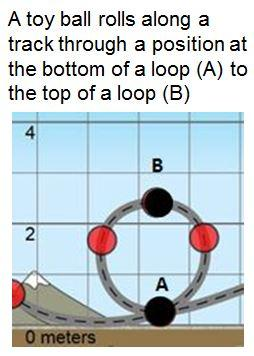 A toy ball rolls along a
track through a position at
the bottom of a loop (A) to
the top of a loop (B)
4
B
2
A
0 meters